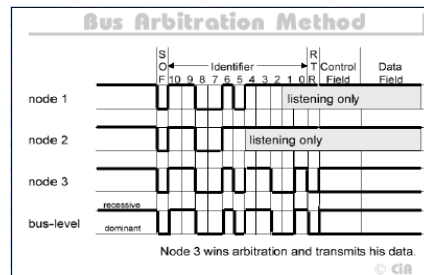 Bus Arbitration Method
SOF
Identifier
10 9 8 7 6 5 4 3 2 1 0
RTR
Control Field
Data Field
node 1
listening only
node 2
listening only
node 3
recessive
bus-level
dominant
Node 3 wins arbitration and transmits his data.
© CiA